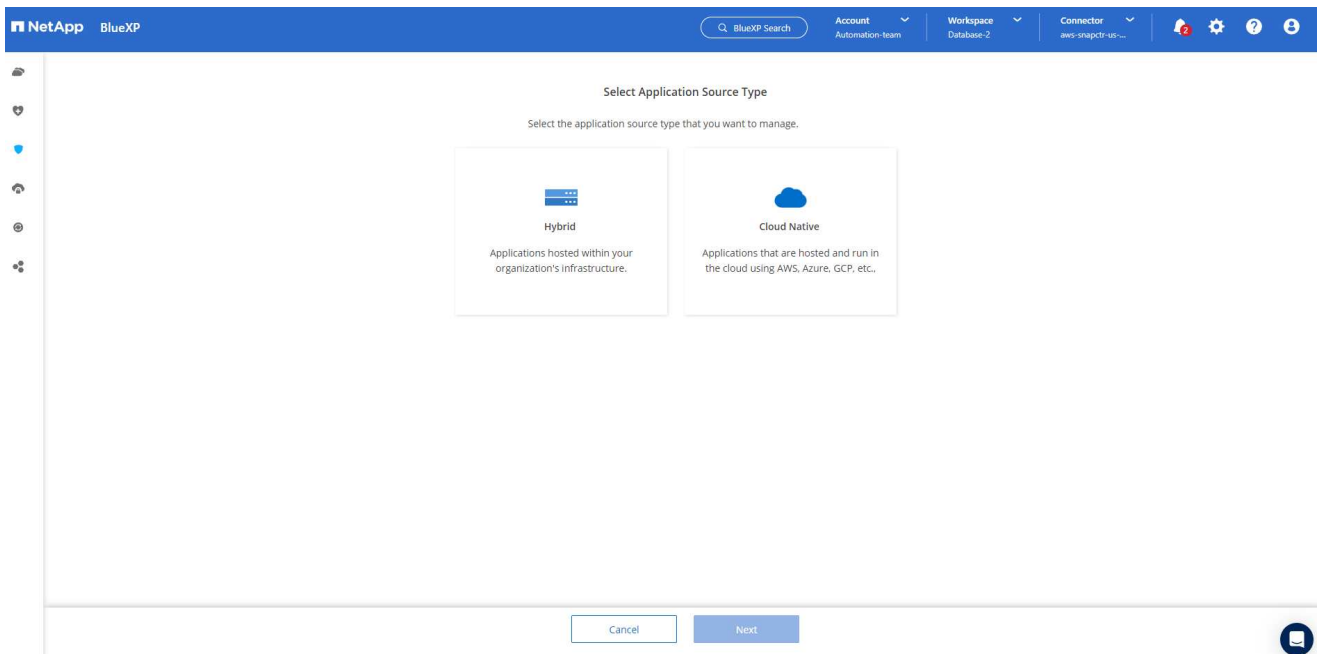 NetApp BlueXP
BlueXP Search
Account
Automation-team
Workspace
Database-2
Connector
aws-snapctr-us-...
2
Select Application Source Type
Select the application source type that you want to manage.
Hybrid
Applications hosted within your
organization's infrastructure.
Cloud Native
Applications that are hosted and run in
the cloud using AWS, Azure, GCP, etc..
Cancel
Next